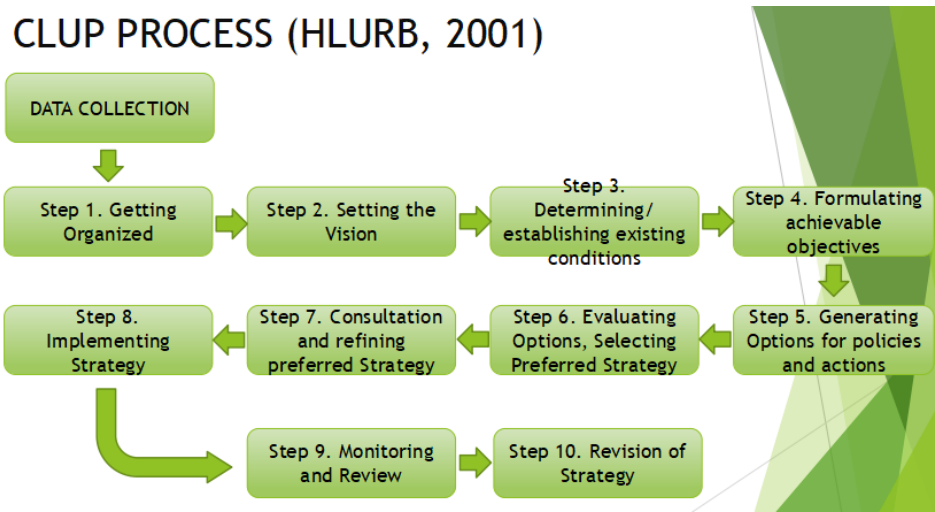 CLUP PROCESS (HLURB, 2001)
DATA COLLECTION
Step 1. Getting
Organized
Step 2. Setting the
Vision
Step 3.
Determining/
establishing existing
conditions
Step 4. Formulating
achievable
objectives
Step 5. Generating
Options for policies
and actions
Step 6. Evaluating
Options, Selecting
Preferred Strategy
Step 7. Consultation
and refining
preferred Strategy
Step 8.
Implementing
Strategy
Step 9. Monitoring
and Review
Step 10. Revision of
Strategy